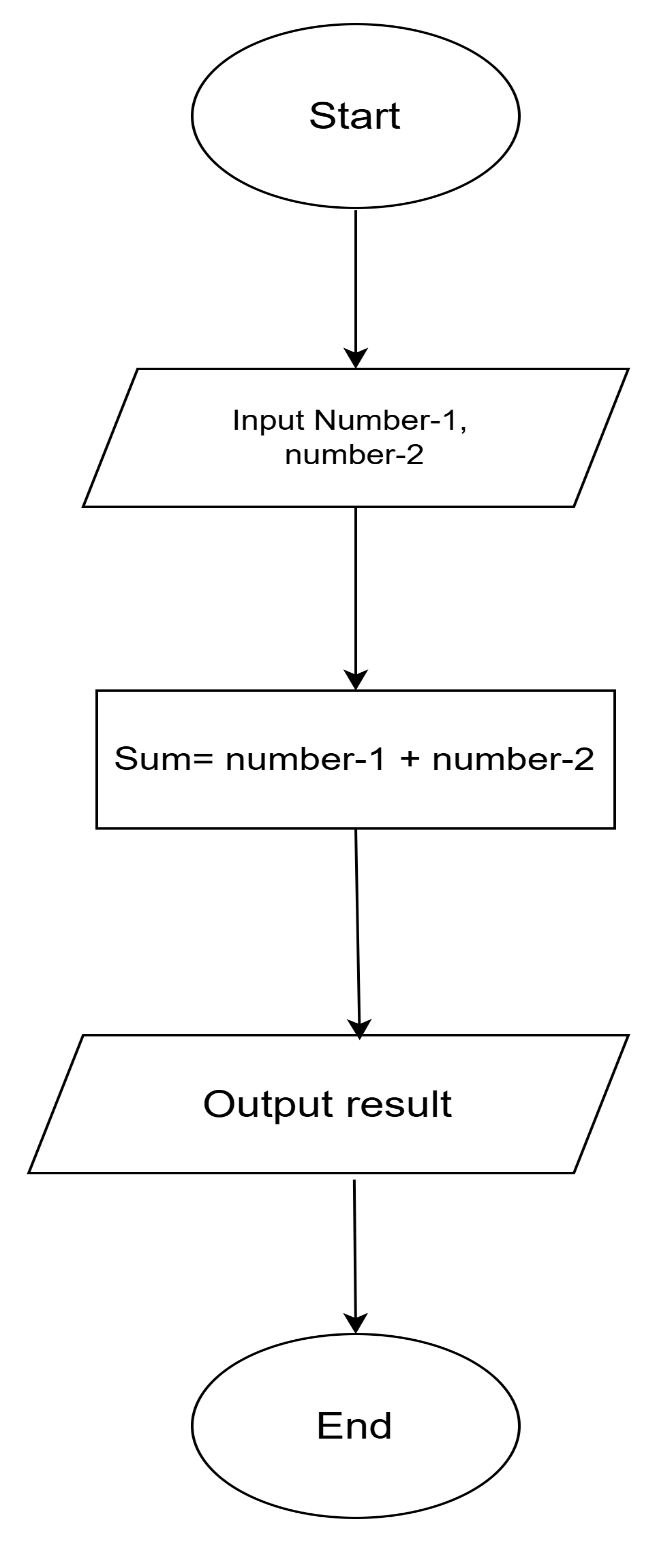 Start
Input Number-1,
number-2
Sum= number-1 + number-2
Output result
End